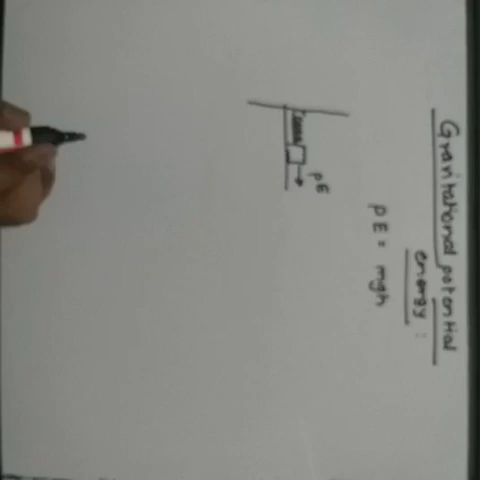 Gravitational potential
energy :
PE = mgh
PE